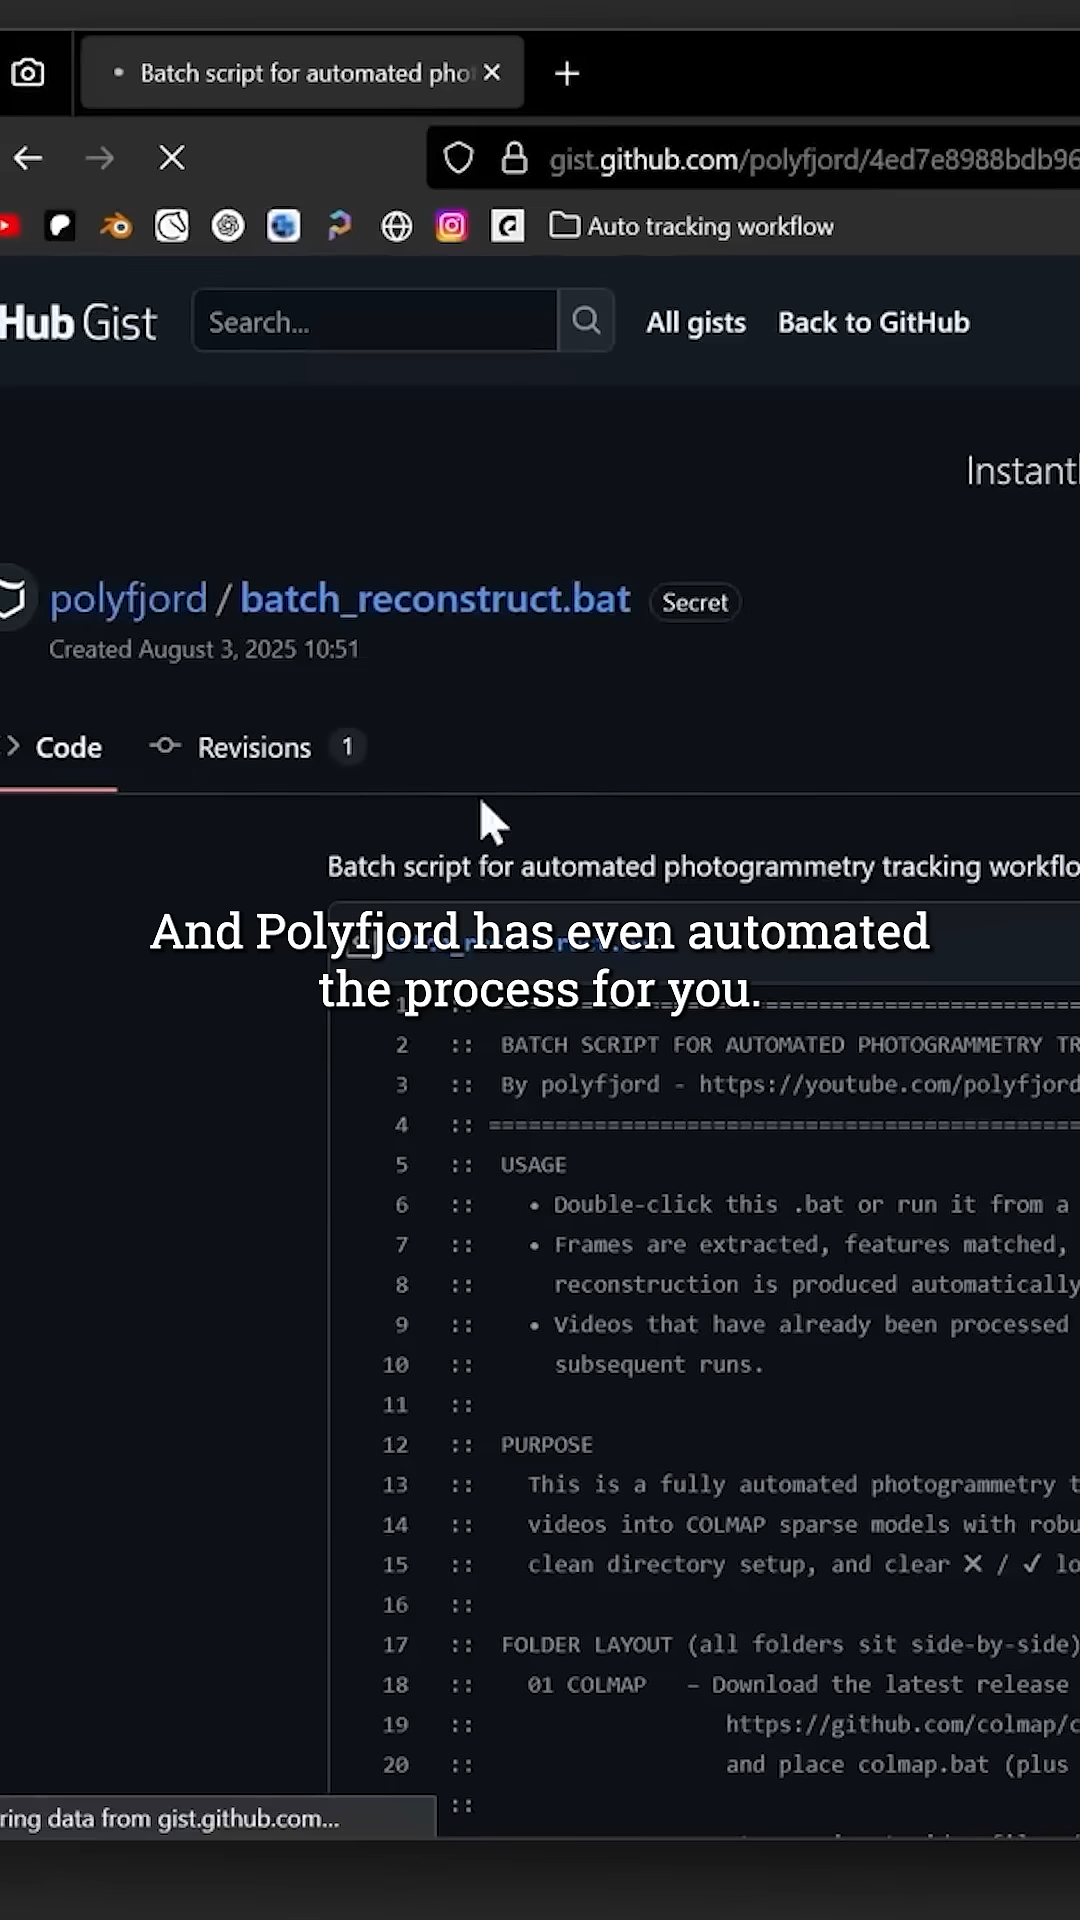 Batch script for automated pho
gist.github.com/polyfjord/4ed7e8988bdb96
Auto tracking workflow
Hub Gist
Search...
All gists
Back to GitHub
Instantl
polyfjord / batch_reconstruct.bat
Secret
Created August 3, 2025 10:51
Code
Revisions 1
Batch script for automated photogrammetry tracking workflo
And Polyfjord has even automated
the process for you.
1 :: ============================================
2 :: BATCH SCRIPT FOR AUTOMATED PHOTOGRAMMETRY TR
3 :: By polyfjord - https://youtube.com/polyfjord
4 :: ============================================
5 :: USAGE
6 :: • Double-click this .bat or run it from a
7 :: • Frames are extracted, features matched,
8 :: reconstruction is produced automatically
9 :: • Videos that have already been processed
10 :: subsequent runs.
11 ::
12 :: PURPOSE
13 :: This is a fully automated photogrammetry t
14 :: videos into COLMAP sparse models with robu
15 :: clean directory setup, and clear ✕ / ✓ lo
16 ::
17 :: FOLDER LAYOUT (all folders sit side-by-side)
18 :: 01 COLMAP – Download the latest release
19 :: https://github.com/colmap/c
20 :: and place colmap.bat (plus
::
ring data from gist.github.com...